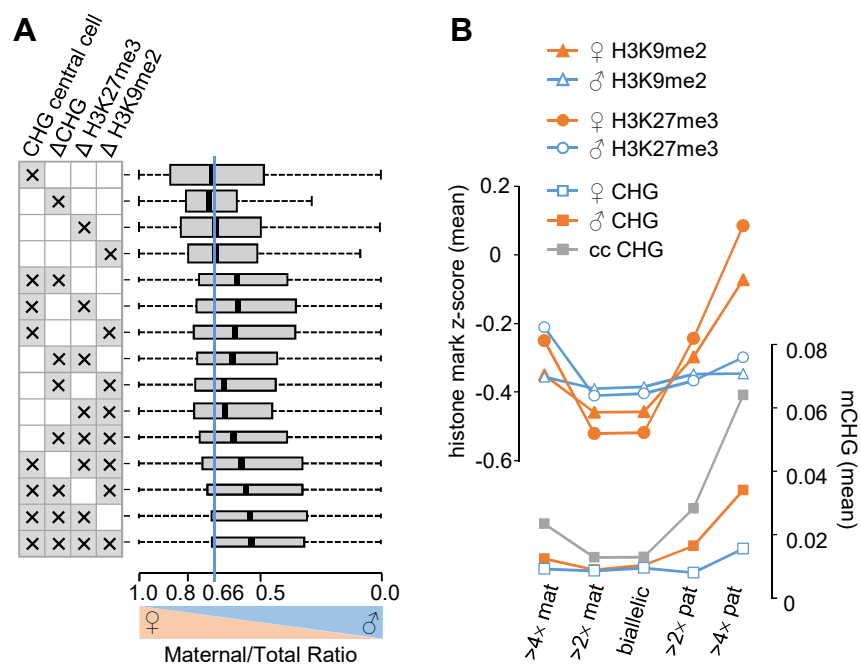 A
CHG central cell
ΔCHG
Δ H3K27me3
Δ H3K9me2
1.0 0.8 0.66 0.5 0.0
♀ ♂
Maternal/Total Ratio
B
♀ H3K9me2
♂ H3K9me2
♀ H3K27me3
♂ H3K27me3
♀ CHG
♂ CHG
cc CHG
histone mark z-score (mean)
0.2
0
-0.2
-0.4
-0.6
0.08
0.06
0.04
0.02
0
mCHG (mean)
>4× mat
>2× mat
biallelic
>2× pat
>4× pat